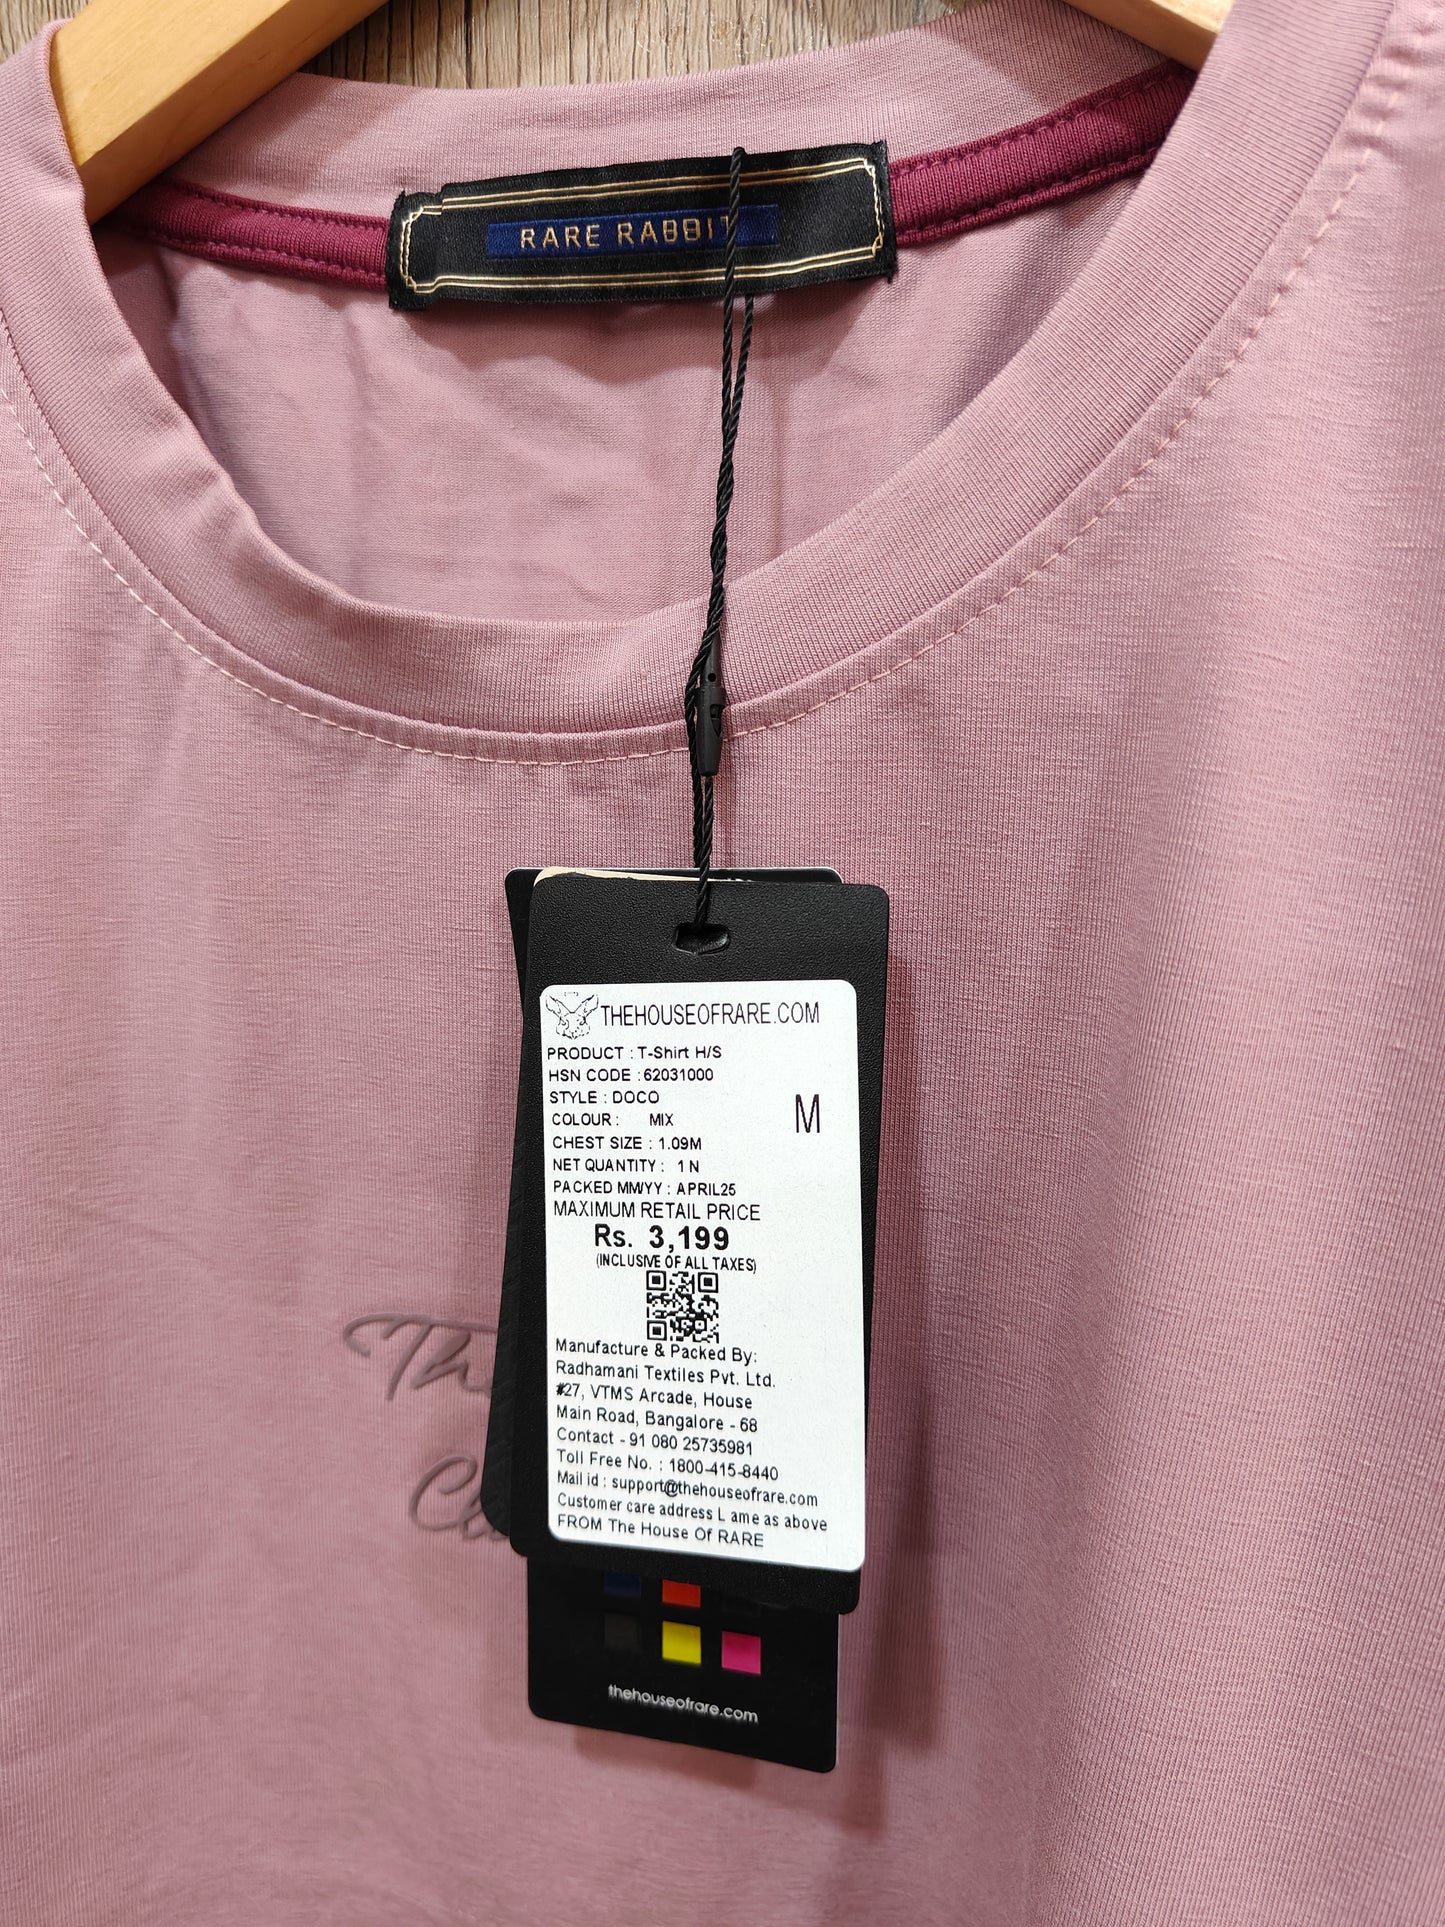 RARE RABBIT
THEHOUSEOFRARE.COM
PRODUCT : T-Shirt H/S
HSN CODE : 62031000
STYLE : DOCO
COLOUR : MIX
M
CHEST SIZE : 1.09M
NET QUANTITY : 1 N
PACKED MM/YY : APRIL25
MAXIMUM RETAIL PRICE
Rs. 3,199
(INCLUSIVE OF ALL TAXES)
Manufacture & Packed By:
Radhamani Textiles Pvt. Ltd.
#27, VTMS Arcade, House
Main Road, Bangalore - 68
Contact - 91 080 25735981
Toll Free No. : 1800-415-8440
Mail id : support@thehouseofrare.com
Customer care address L ame as above
FROM The House Of RARE
thehouseofrare.com